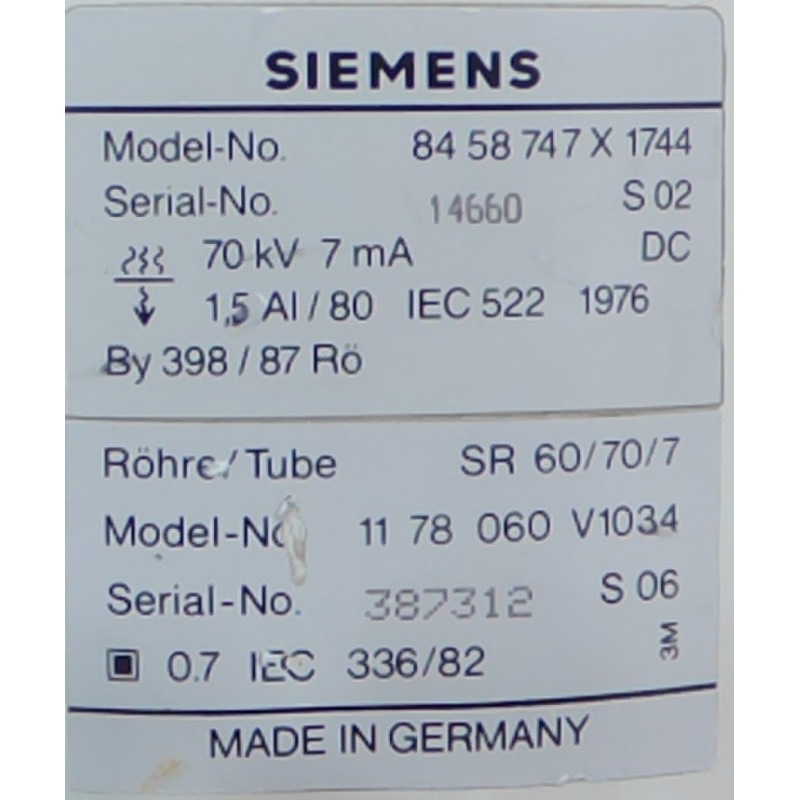 SIEMENS
Model-No. 84 58 747 X 1744
Serial-No. 14660 S 02
70 kV 7 mA DC
1,5 Al / 80 IEC 522 1976
By 398 / 87 Rö
Röhre / Tube SR 60/70/7
Model-No 11 78 060 V1034
Serial-No. 387312 S 06
0.7 IEC 336/82 3M
MADE IN GERMANY